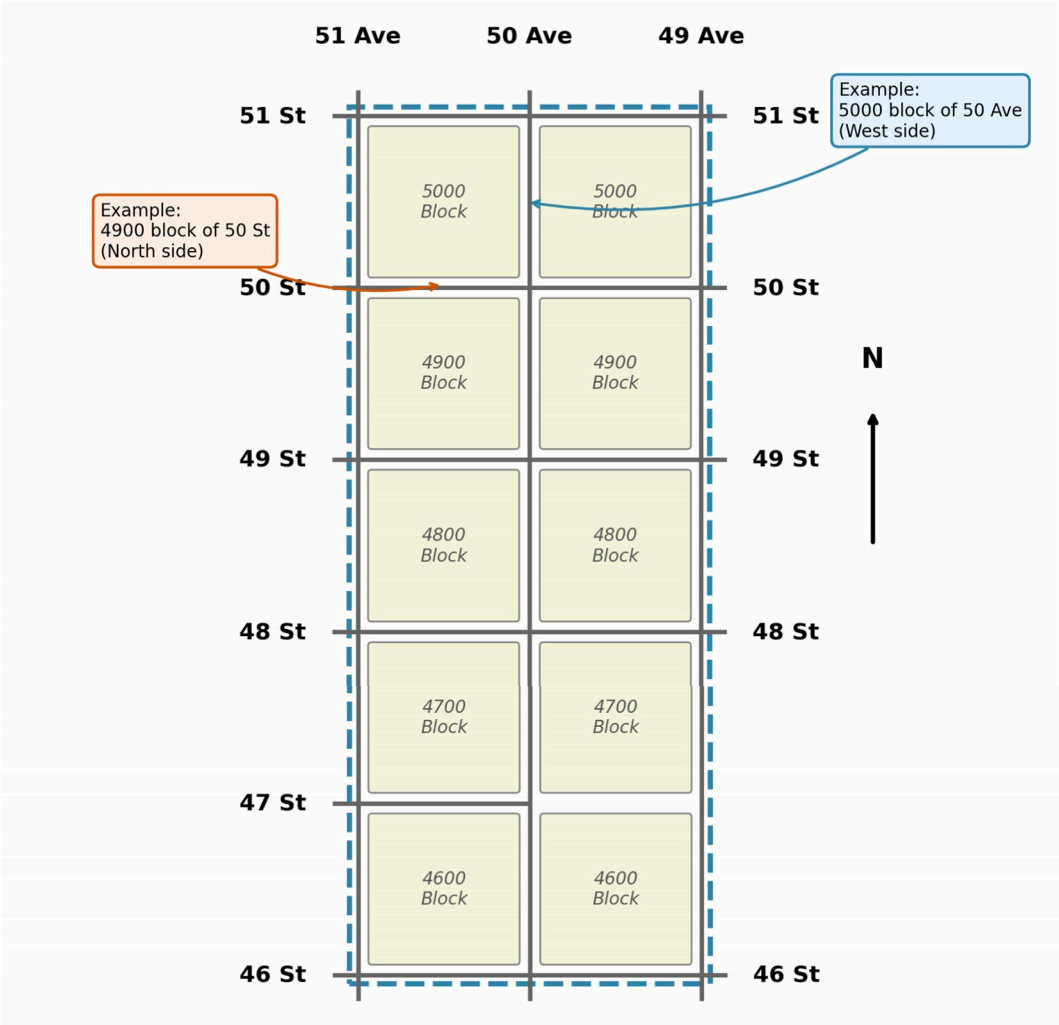 51 Ave 50 Ave 49 Ave
Example:
5000 block of 50 Ave
(West side)
51 St 51 St
5000
Block
5000
Block
Example:
4900 block of 50 St
(North side)
50 St 50 St
4900
Block
4900
Block
N
49 St 49 St
4800
Block
4800
Block
48 St 48 St
4700
Block
4700
Block
47 St
4600
Block
4600
Block
46 St 46 St